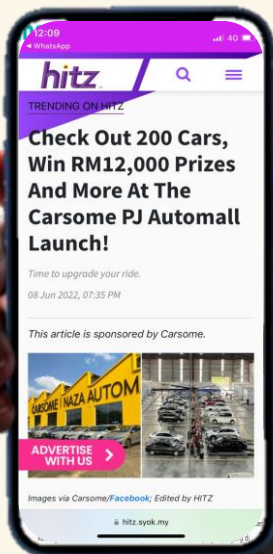 12:09
4G
◄ WhatsApp
hitz.
TRENDING ON HITZ
Check Out 200 Cars,
Win RM12,000 Prizes
And More At The
Carsome PJ Automall
Launch!
Time to upgrade your ride.
08 Jun 2022, 07:35 PM
This article is sponsored by Carsome.
CARSOME NAZA AUTOM
ADVERTISE
WITH US
Images via Carsome/Facebook; Edited by HITZ
hitz.syok.my